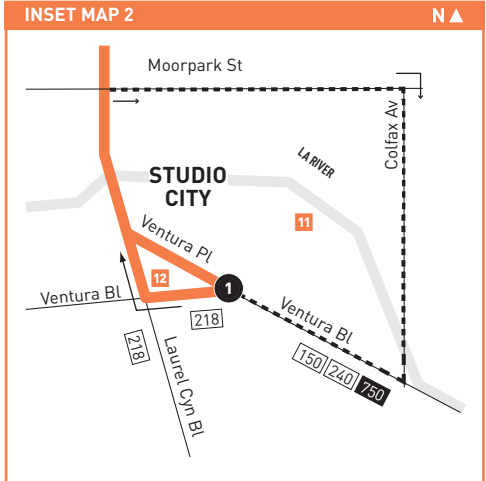 INSET MAP 2
N
Moorpark St
Colfax Av
LA RIVER
STUDIO
CITY
11
Ventura Pl
12
1
Ventura Bl
Ventura Bl
218
218
150 240 750
Laurel Cyn Bl